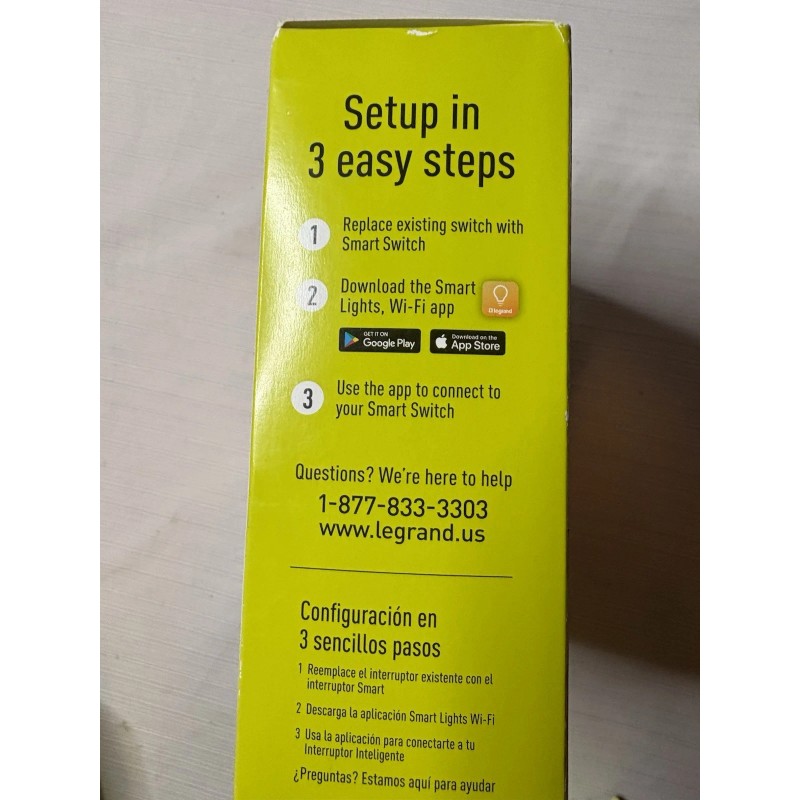 Setup in
3 easy steps
1 Replace existing switch with
Smart Switch
2 Download the Smart
Lights, Wi-Fi app
legrand
GET IT ON
Google Play
Download on the
App Store
3 Use the app to connect to
your Smart Switch
Questions? We're here to help
1-877-833-3303
www.legrand.us
Configuración en
3 sencillos pasos
1 Reemplace el interruptor existente con el
interruptor Smart
2 Descarga la aplicación Smart Lights Wi-Fi
3 Usa la aplicación para conectarte a tu
Interruptor Inteligente
¿Preguntas? Estamos aquí para ayudar